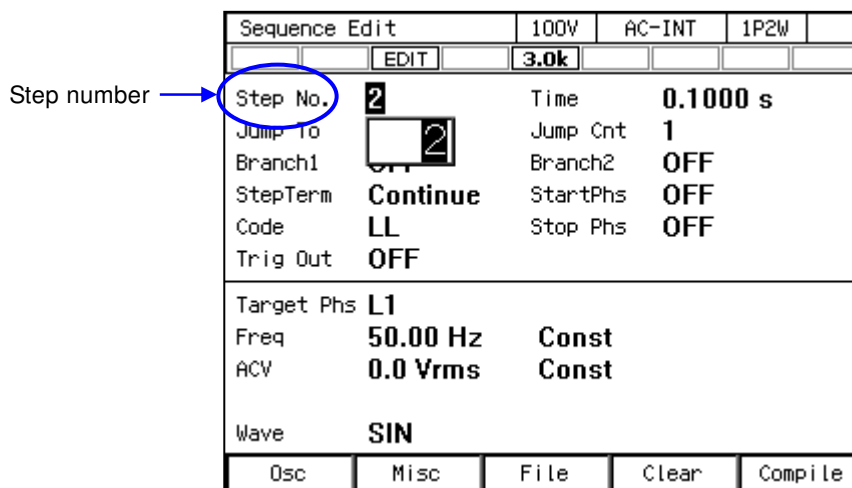 Sequence Edit 100V AC-INT 1P2W
EDIT 3.0k
Step number
Step No. 2 Time 0.1000 s
Jump To 2 Jump Cnt 1
Branch1 Branch2 OFF
StepTerm Continue StartPhs OFF
Code LL Stop Phs OFF
Trig Out OFF
Target Phs L1
Freq 50.00 Hz Const
ACV 0.0 Vrms Const
Wave SIN
Osc Misc File Clear Compile